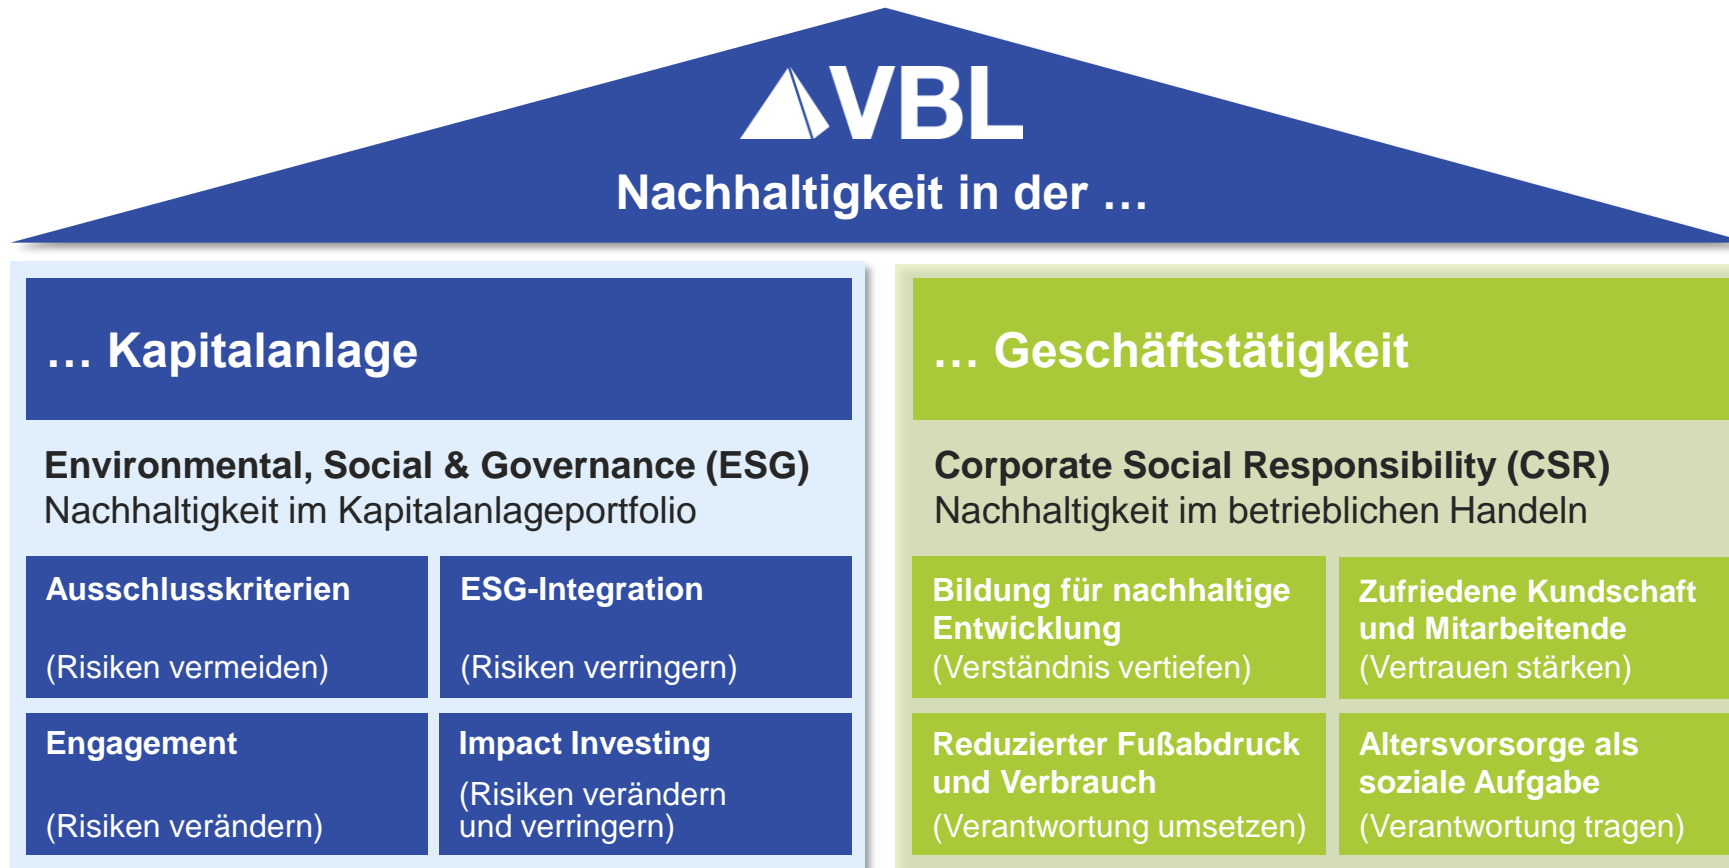 VBL
Nachhaltigkeit in der …
… Kapitalanlage
Environmental, Social & Governance (ESG)
Nachhaltigkeit im Kapitalanlageportfolio
Ausschlusskriterien
(Risiken vermeiden)
ESG-Integration
(Risiken verringern)
Engagement
(Risiken verändern)
Impact Investing
(Risiken verändern
und verringern)
… Geschäftstätigkeit
Corporate Social Responsibility (CSR)
Nachhaltigkeit im betrieblichen Handeln
Bildung für nachhaltige
Entwicklung
(Verständnis vertiefen)
Zufriedene Kundschaft
und Mitarbeitende
(Vertrauen stärken)
Reduzierter Fußabdruck
und Verbrauch
(Verantwortung umsetzen)
Altersvorsorge als
soziale Aufgabe
(Verantwortung tragen)